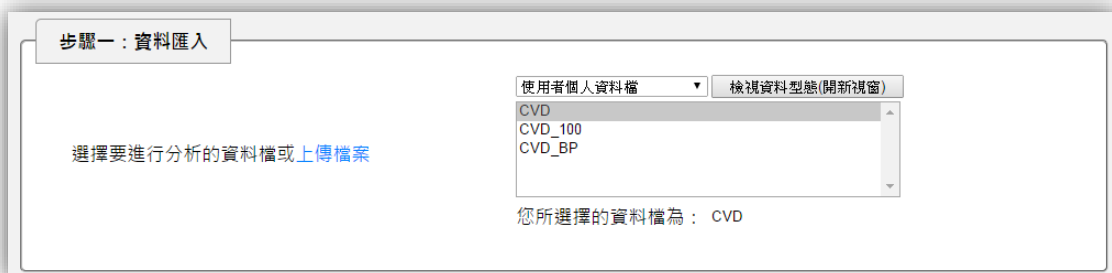 步驟一：資料匯入
使用者個人資料檔
檢視資料型態(開新視窗)
CVD
CVD_100
CVD_BP
選擇要進行分析的資料檔或上傳檔案
您所選擇的資料檔為： CVD